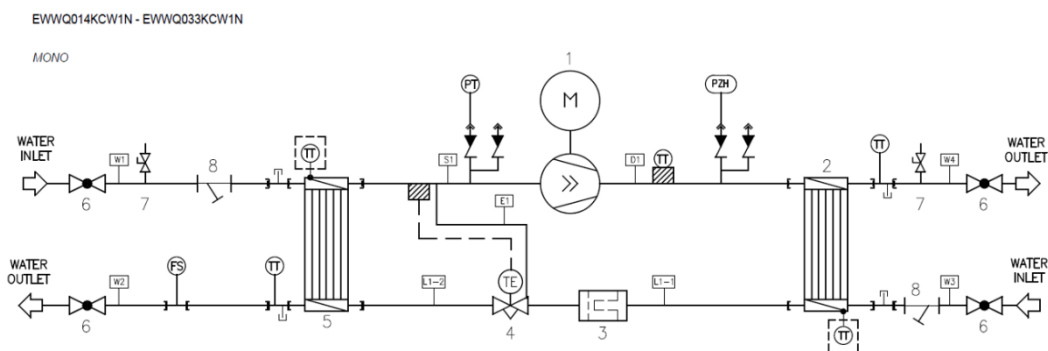 EWWQ014KCW1N - EWWQ033KCW1N
MONO
1
PT
M
PZH
WATER
INLET
W1
8
TT
S1
D1
TT
2
TT
W4
WATER
OUTLET
6
7
E1
7
6
WATER
OUTLET
W2
FS
TT
L1-2
TE
L1-1
8
W3
WATER
INLET
6
5
4
3
6
TT